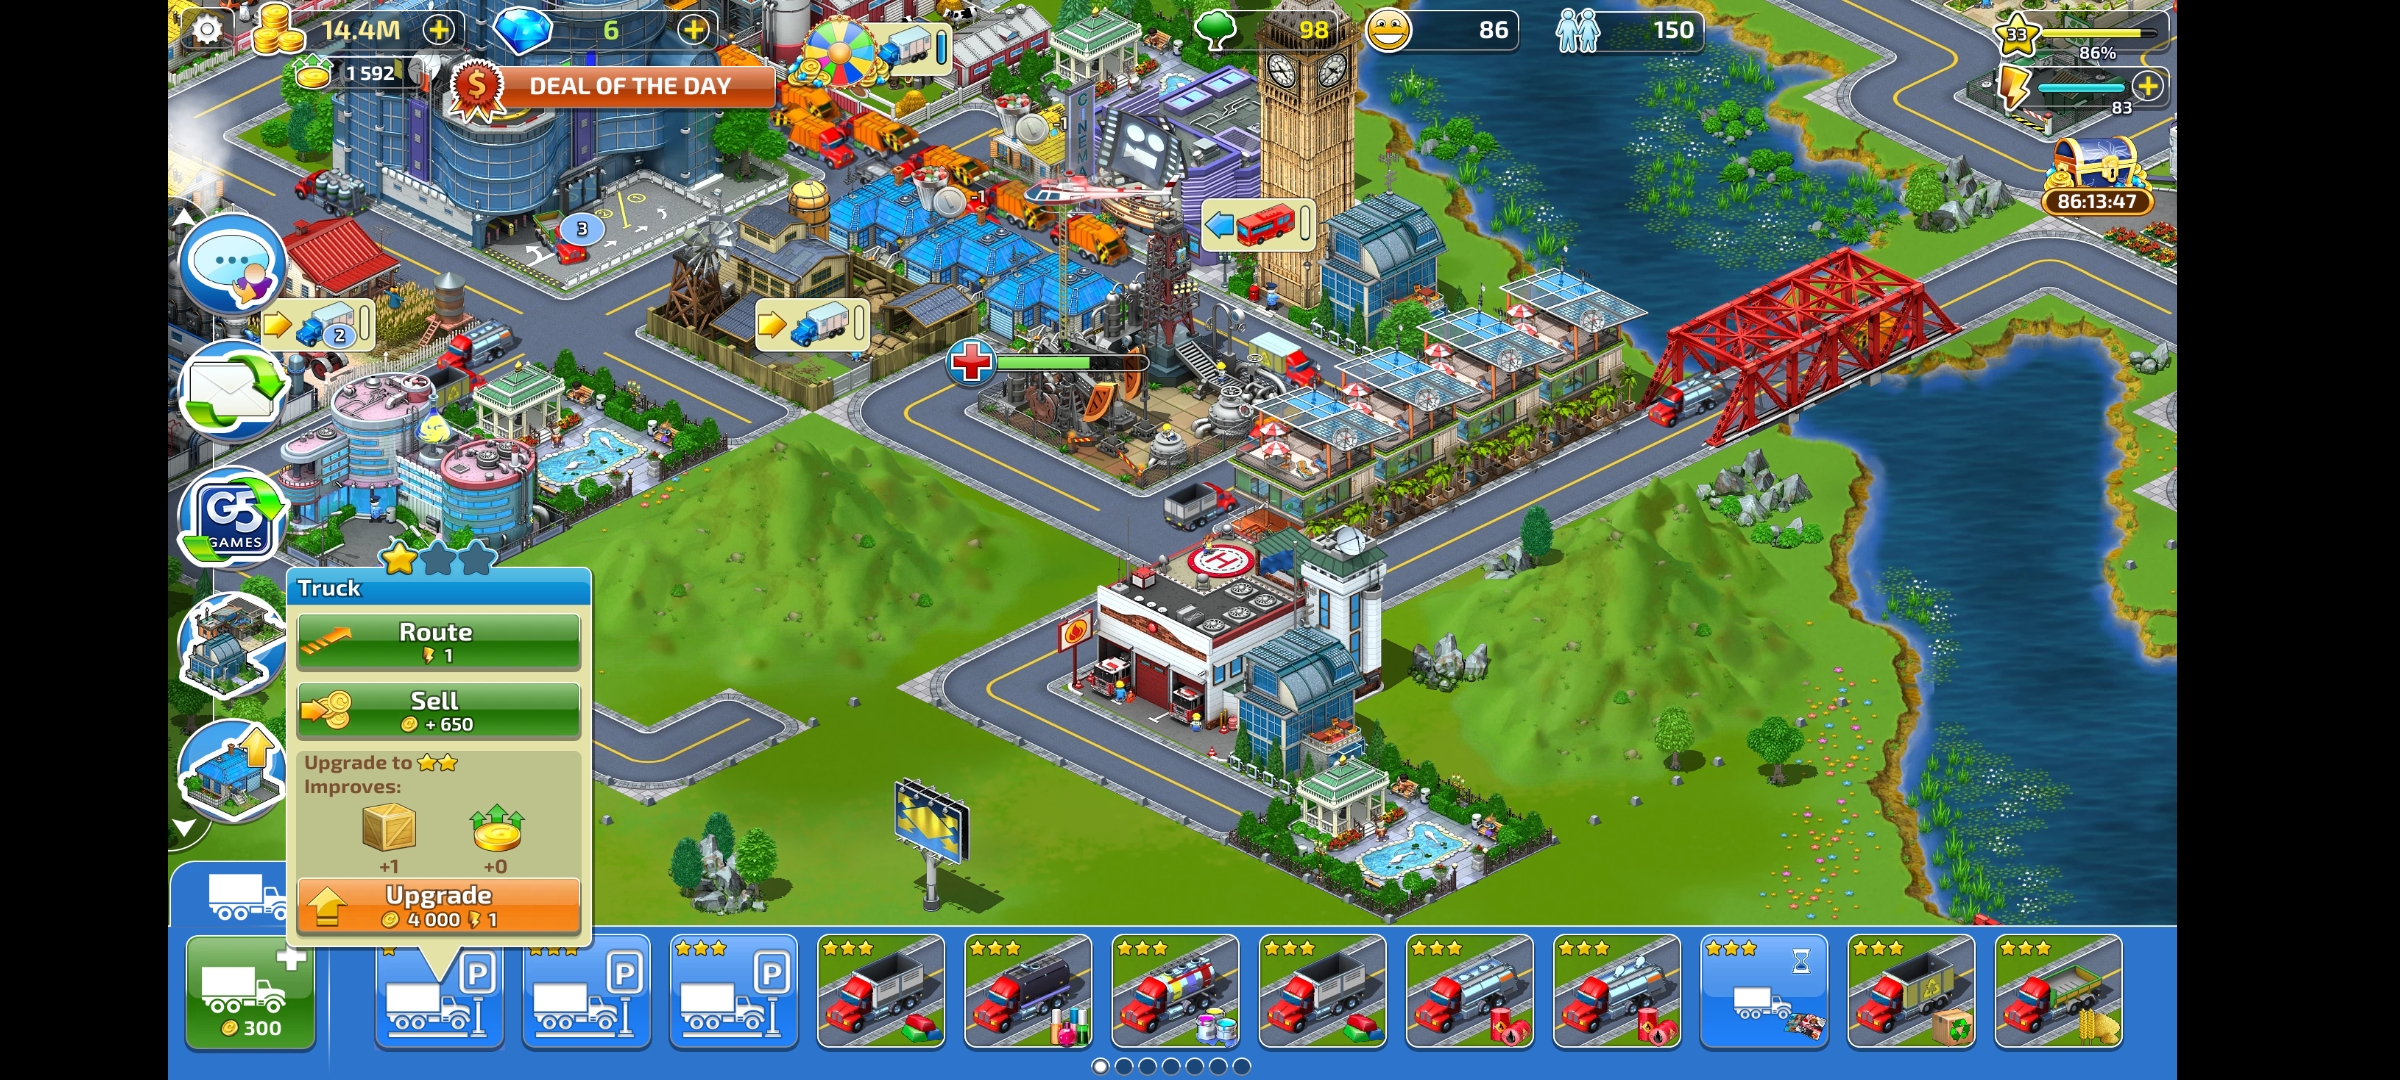 14.4M
6
98
86
150
33
86%
1 592
DEAL OF THE DAY
83
CINEMA
-1
-1
86:13:47
3
2
H
G5
GAMES
Truck
Route
1
Sell
+ 650
Upgrade to
Improves:
+1
+0
Upgrade
4 000 1
P
P
P
300